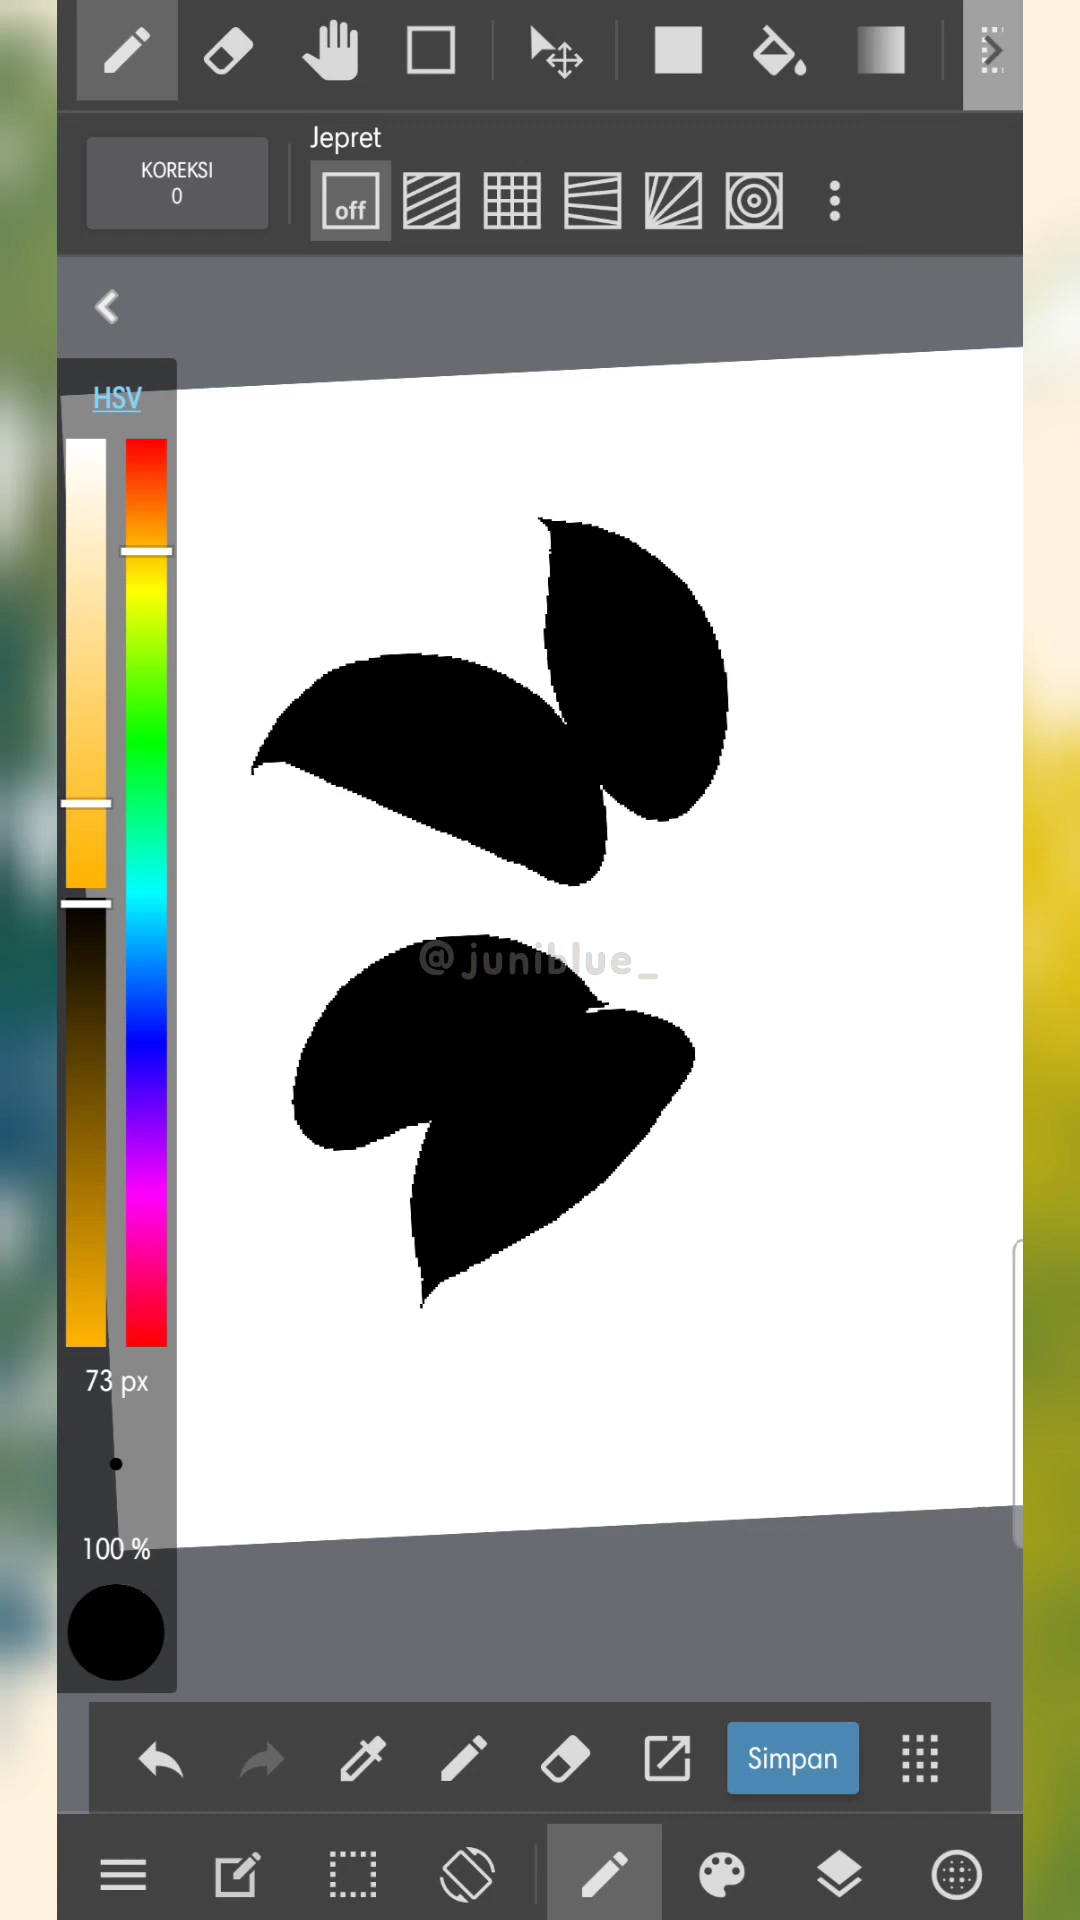 Jepret
KOREKSI
0
off
HSV
@juniblue_
73 px
100 %
Simpan